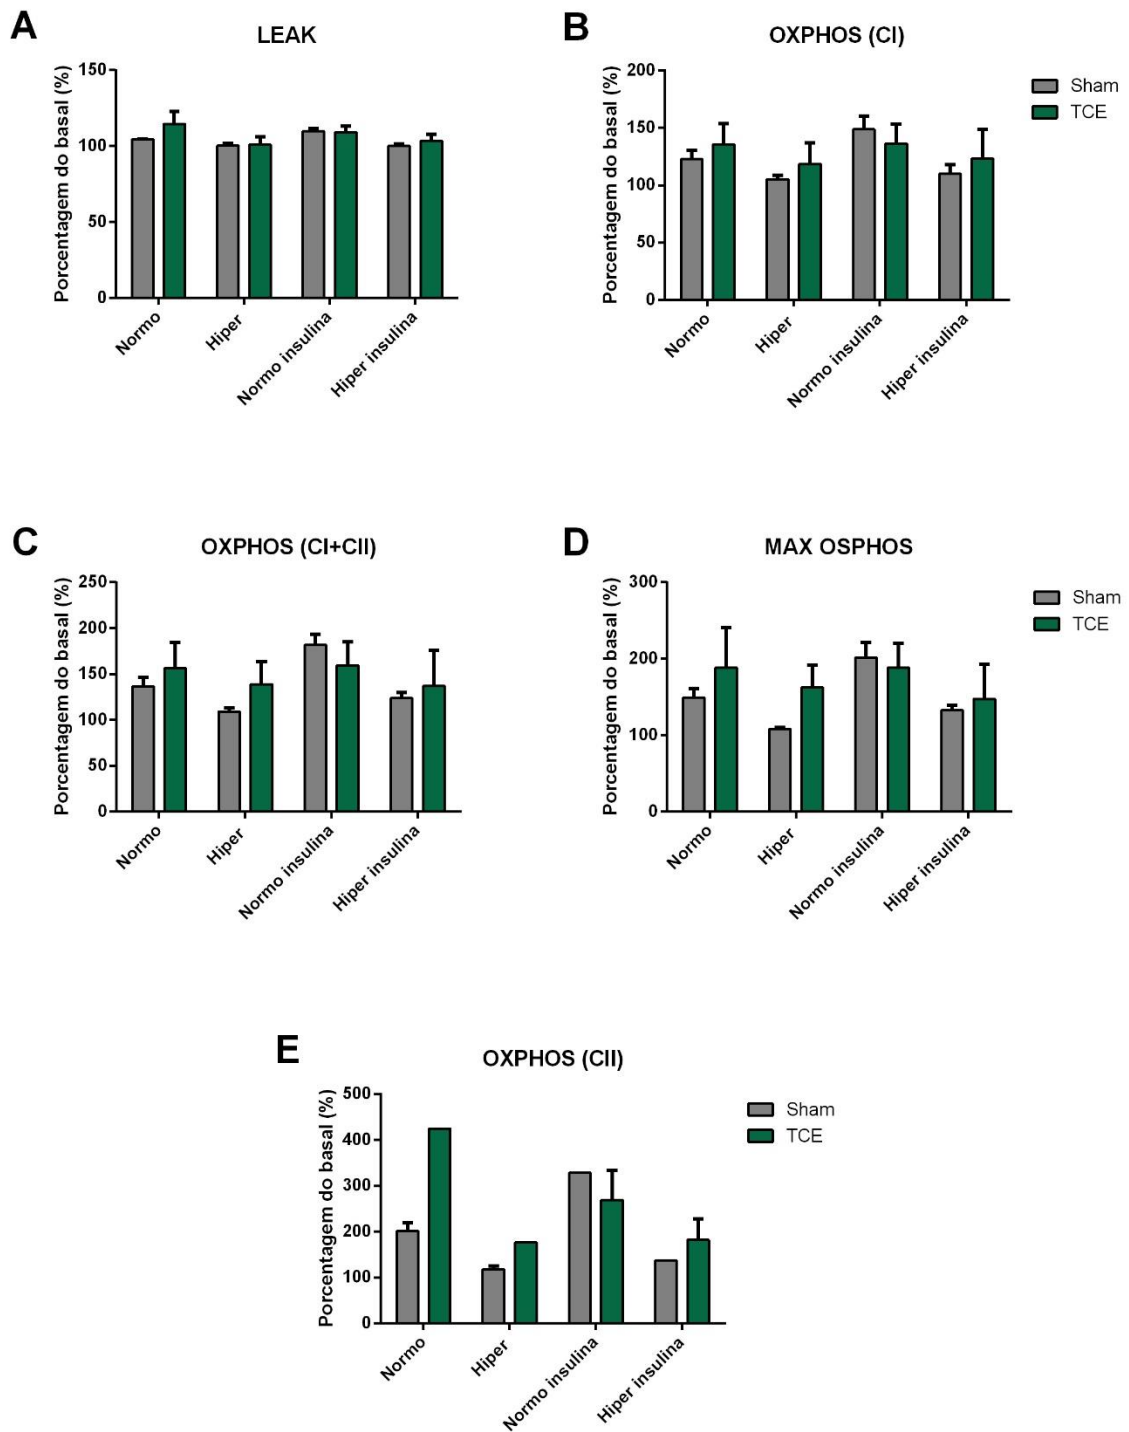 A
LEAK
Porcentagem do basal (%)
150
100
50
0
Normo
Hiper
Normo insulina
Hiper insulina
B
OXPHOS (CI)
Porcentagem do basal (%)
200
150
100
50
0
Normo
Hiper
Normo insulina
Hiper insulina
Sham
TCE
C
OXPHOS (CI+CII)
Porcentagem do basal (%)
250
200
150
100
50
0
Normo
Hiper
Normo insulina
Hiper insulina
D
MAX OSPHOS
Porcentagem do basal (%)
300
200
100
0
Normo
Hiper
Normo insulina
Hiper insulina
Sham
TCE
E
OXPHOS (CII)
Porcentagem do basal (%)
500
400
300
200
100
0
Normo
Hiper
Normo insulina
Hiper insulina
Sham
TCE